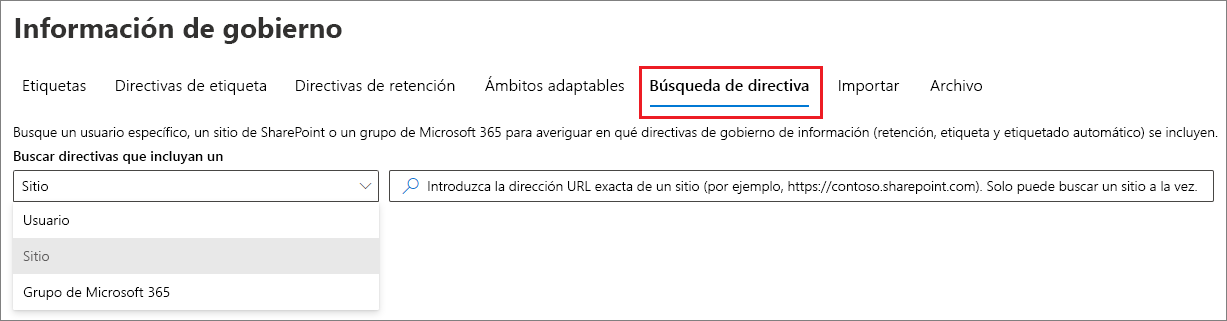 Información de gobierno
Etiquetas Directivas de etiqueta Directivas de retención Ámbitos adaptables Búsqueda de directiva Importar Archivo
Busque un usuario específico, un sitio de SharePoint o un grupo de Microsoft 365 para averiguar en qué directivas de gobierno de información (retención, etiqueta y etiquetado automático) se incluyen.
Buscar directivas que incluyan un
Sitio Introduzca la dirección URL exacta de un sitio (por ejemplo, https://contoso.sharepoint.com). Solo puede buscar un sitio a la vez.
Usuario
Sitio
Grupo de Microsoft 365